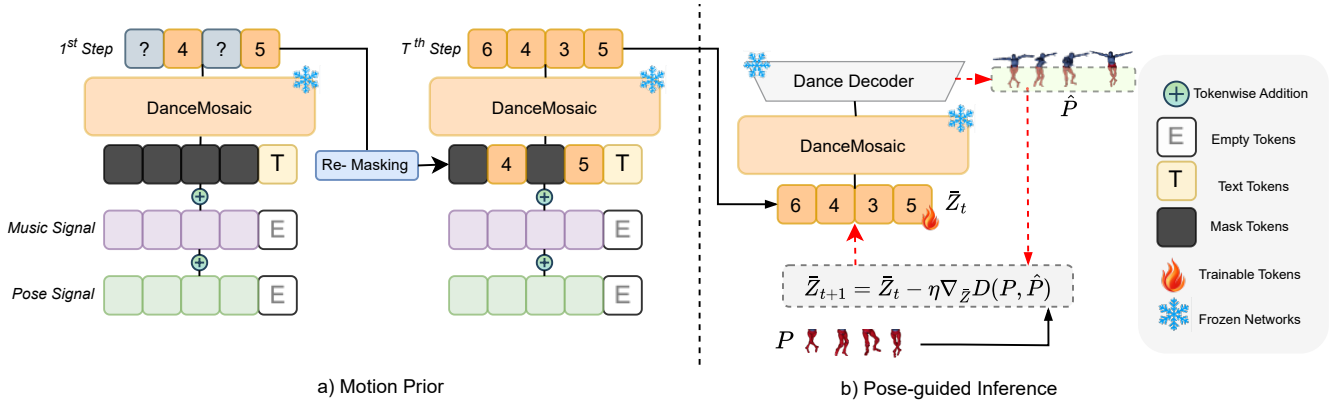 1st Step ? 4 ? 5
DanceMosaic
T
Music Signal E
Pose Signal E
Re- Masking
T th Step 6 4 3 5
DanceMosaic
4 5 T
E
E
a) Motion Prior
Dance Decoder
P̂
DanceMosaic
6 4 3 5 Z̄t
Z̄t+1 = Z̄t − η∇Z̄ D(P, P̂)
P
b) Pose-guided Inference
+ Tokenwise Addition
E Empty Tokens
T Text Tokens
Mask Tokens
Trainable Tokens
Frozen Networks